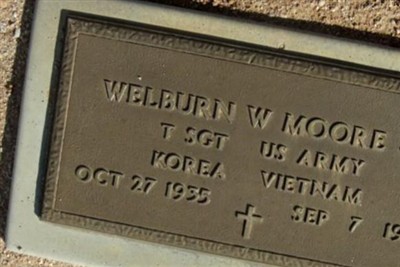 WELBURN W MOORE
T SGT US ARMY
KOREA VIETNAM
OCT 27 1935 SEP 7